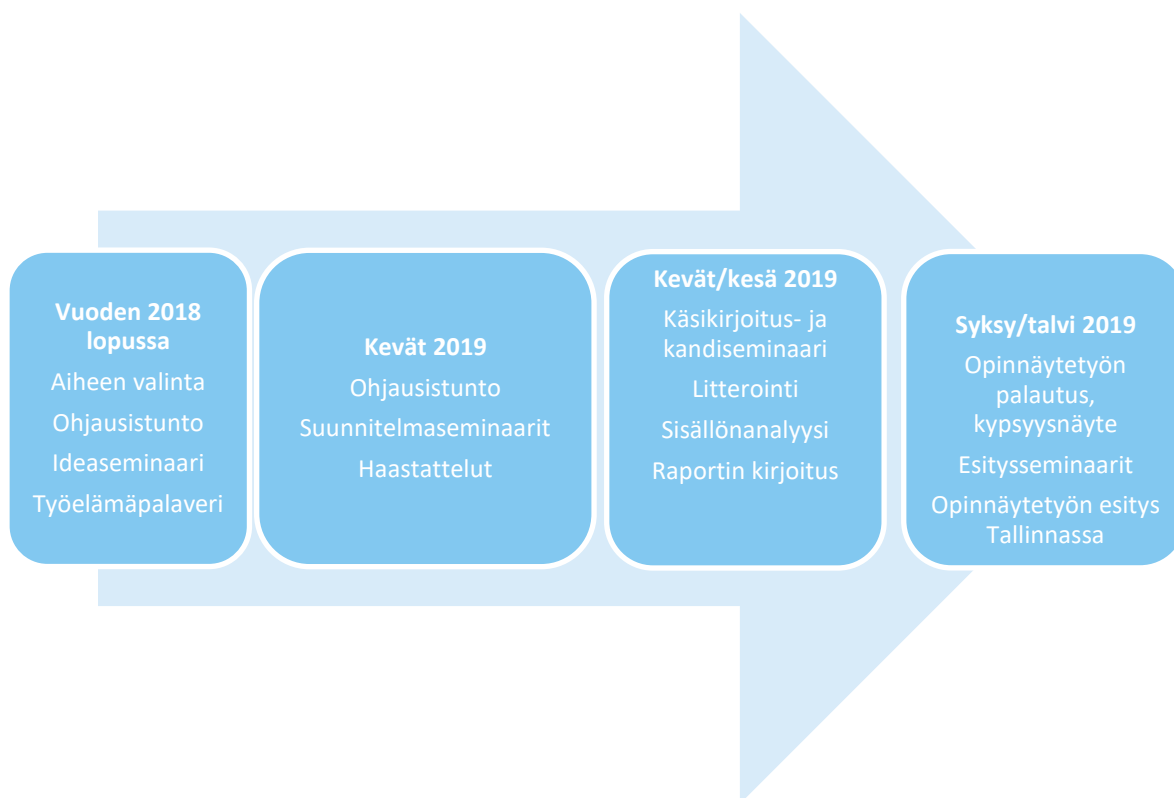 Vuoden 2018
lopussa
Aiheen valinta
Ohjausistunto
Ideaseminaari
Työelämäpalaveri
Kevät 2019
Ohjausistunto
Suunnitelmaseminaarit
Haastattelut
Kevät/kesä 2019
Käsikirjoitus- ja
kandiseminaari
Litterointi
Sisällönanalyysi
Raportin kirjoitus
Syksy/talvi 2019
Opinnäytetyön
palautus,
kypsyysnäyte
Esitysseminaarit
Opinnäytetyön esitys
Tallinnassa